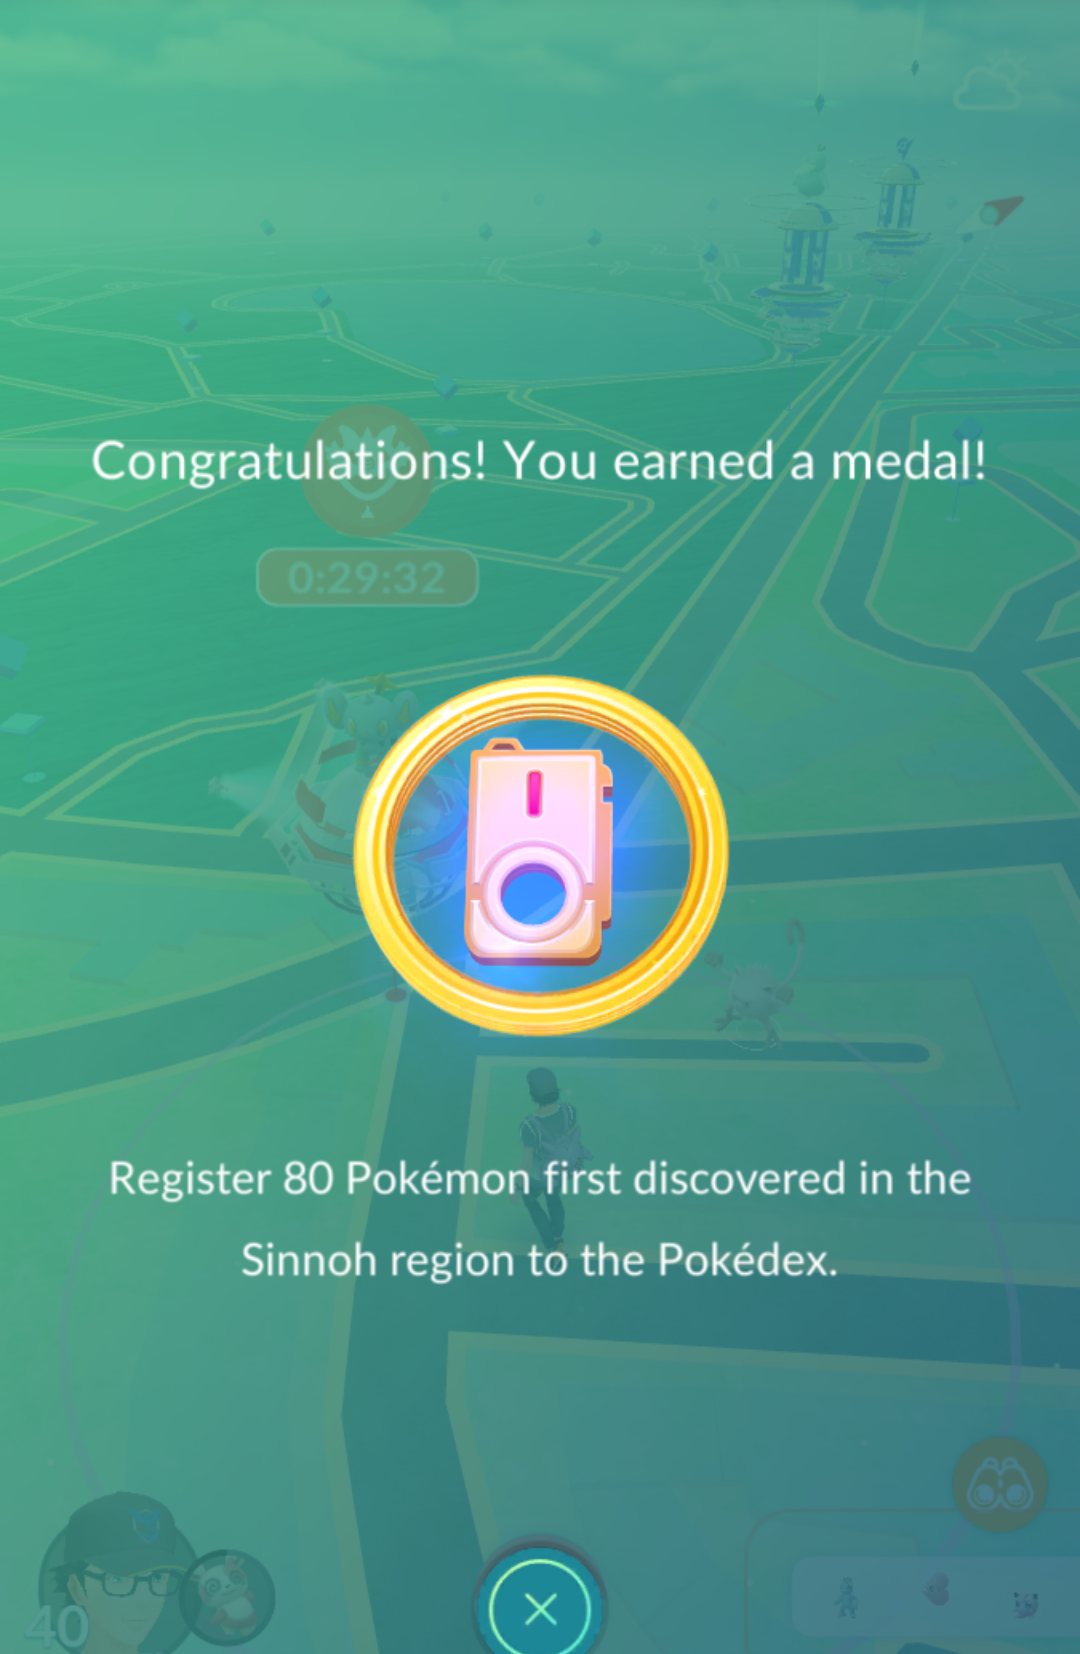 Congratulations! You earned a medal!
0:29:32
Register 80 Pokémon first discovered in the
Sinnoh region to the Pokédex.
40